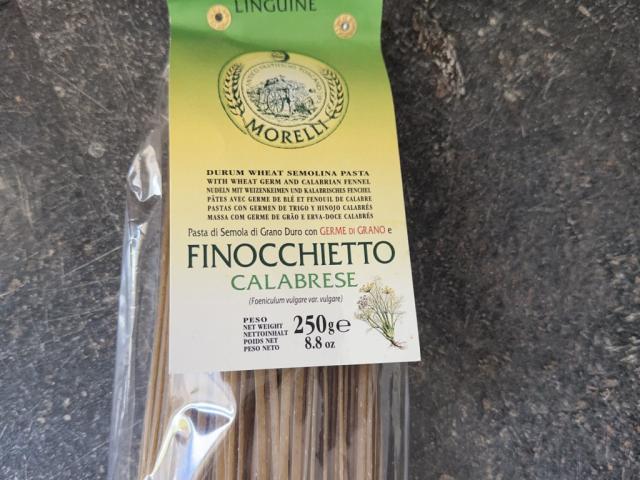 LINGUINE
MORELLI
DURUM WHEAT SEMOLINA PASTA
WITH WHEAT GERM AND CALABRIAN FENNEL
NUDELN MIT WEIZENKEIMEN UND KALABRISCHES FENCHEL
PÂTES AVEC GERME DE BLÉ ET FENOUIL DE CALABRE
PASTAS CON GERMEN DE TRIGO Y HINOJO CALABRÉS
MASSA COM GERME DE GRÃO E ERVA-DOCE CALABRÉS
Pasta di Semola di Grano Duro con GERME DI GRANO e
FINOCCHIETTO
CALABRESE
(Foeniculum vulgare var. vulgare)
PESO
NET WEIGHT
NETTOINHALT
POIDS NET
PESO NETO
250g℮
8.8 oz